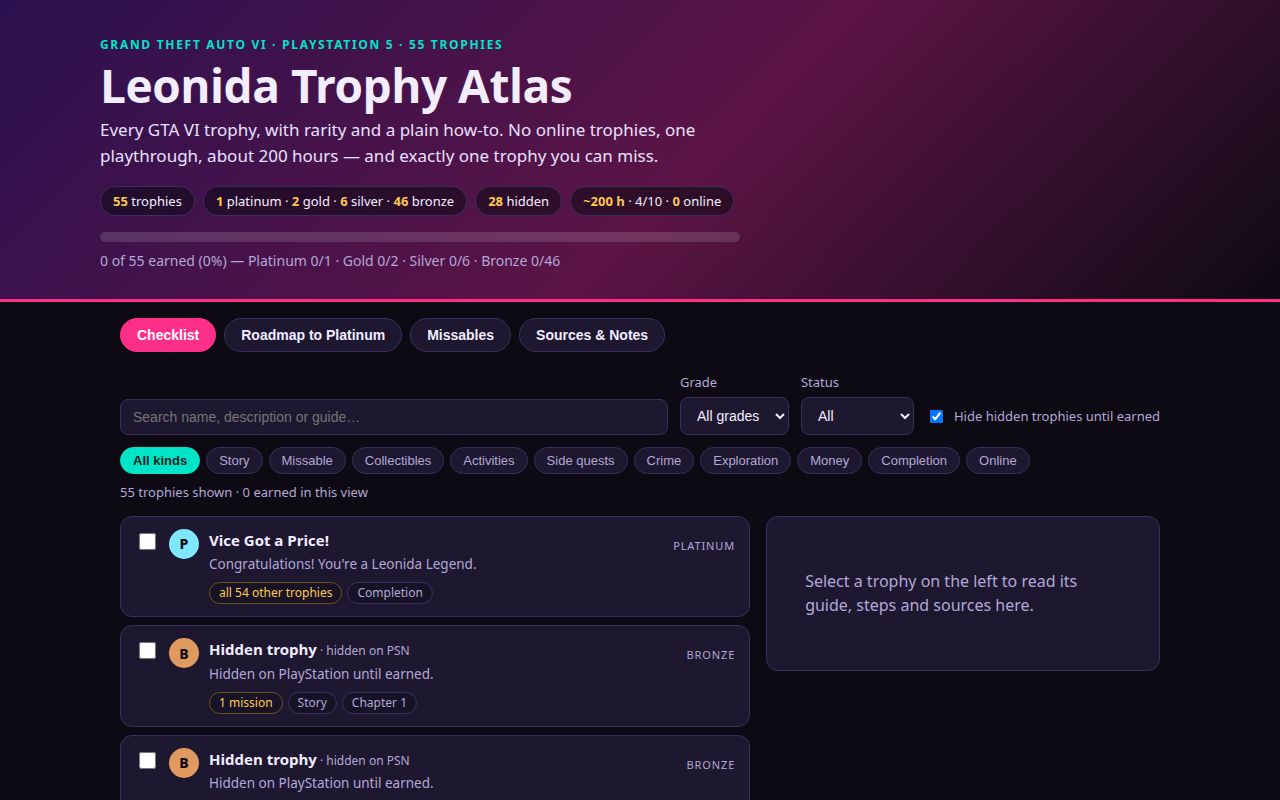 GRAND THEFT AUTO VI · PLAYSTATION 5 · 55 TROPHIES
Leonida Trophy Atlas
Every GTA VI trophy, with rarity and a plain how-to. No online trophies, one
playthrough, about 200 hours — and exactly one trophy you can miss.
55 trophies
1 platinum · 2 gold · 6 silver · 46 bronze
28 hidden
~200 h · 4/10 · 0 online
0 of 55 earned (0%) — Platinum 0/1 · Gold 0/2 · Silver 0/6 · Bronze 0/46
Checklist
Roadmap to Platinum
Missables
Sources & Notes
Grade
Status
Search name, description or guide…
All grades
All
Hide hidden trophies until earned
All kinds
Story
Missable
Collectibles
Activities
Side quests
Crime
Exploration
Money
Completion
Online
55 trophies shown · 0 earned in this view
P
Vice Got a Price!
PLATINUM
Congratulations! You're a Leonida Legend.
all 54 other trophies
Completion
Select a trophy on the left to read its
guide, steps and sources here.
B
Hidden trophy · hidden on PSN
BRONZE
Hidden on PlayStation until earned.
1 mission
Story
Chapter 1
B
Hidden trophy · hidden on PSN
BRONZE
Hidden on PlayStation until earned.